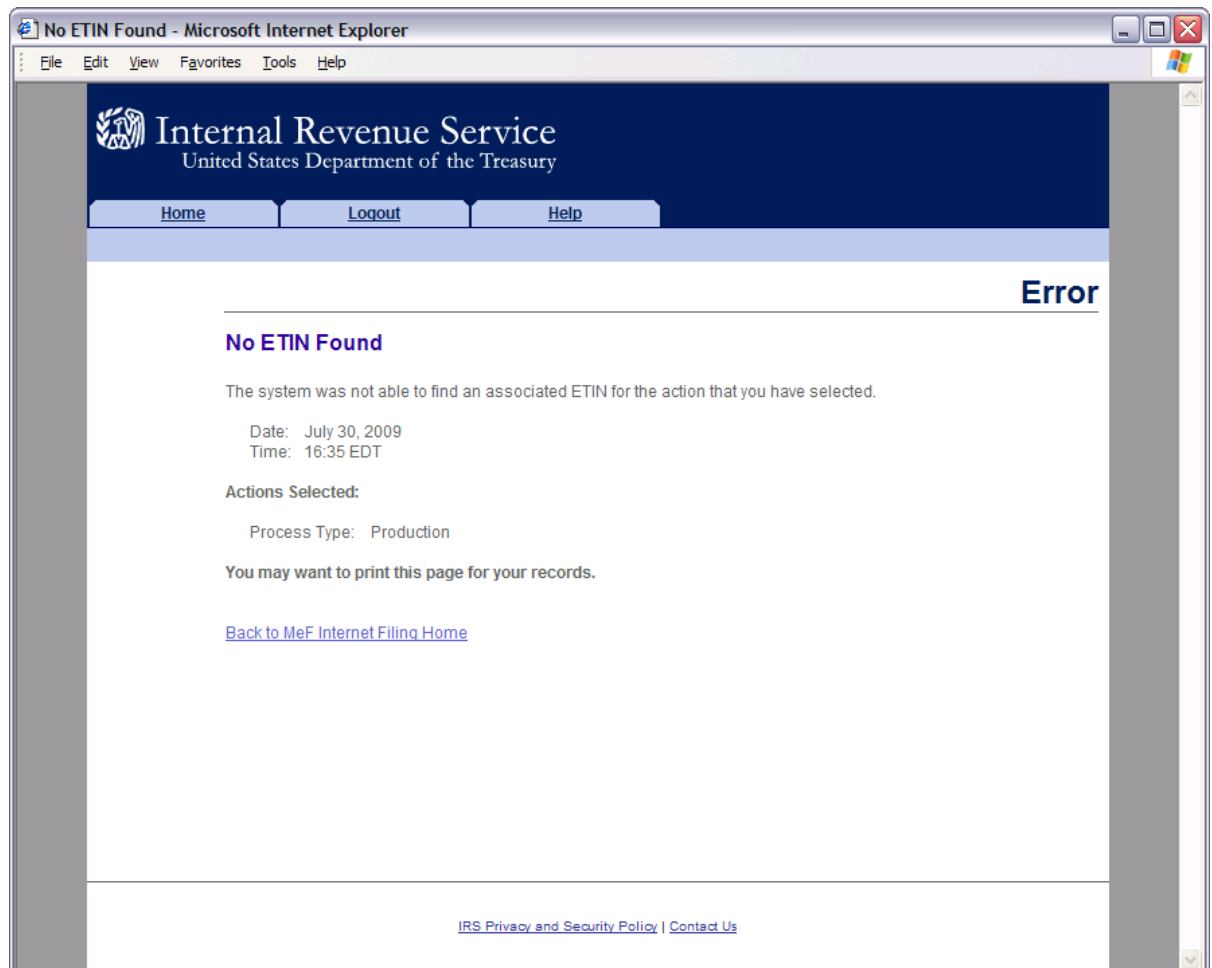 No ETIN Found - Microsoft Internet Explorer
File Edit View Favorites Tools Help
Internal Revenue Service
United States Department of the Treasury
Home Logout Help
Error
No ETIN Found
The system was not able to find an associated ETIN for the action that you have selected.
Date: July 30, 2009
Time: 16:35 EDT
Actions Selected:
Process Type: Production
You may want to print this page for your records.
Back to MeF Internet Filing Home
IRS Privacy and Security Policy | Contact Us